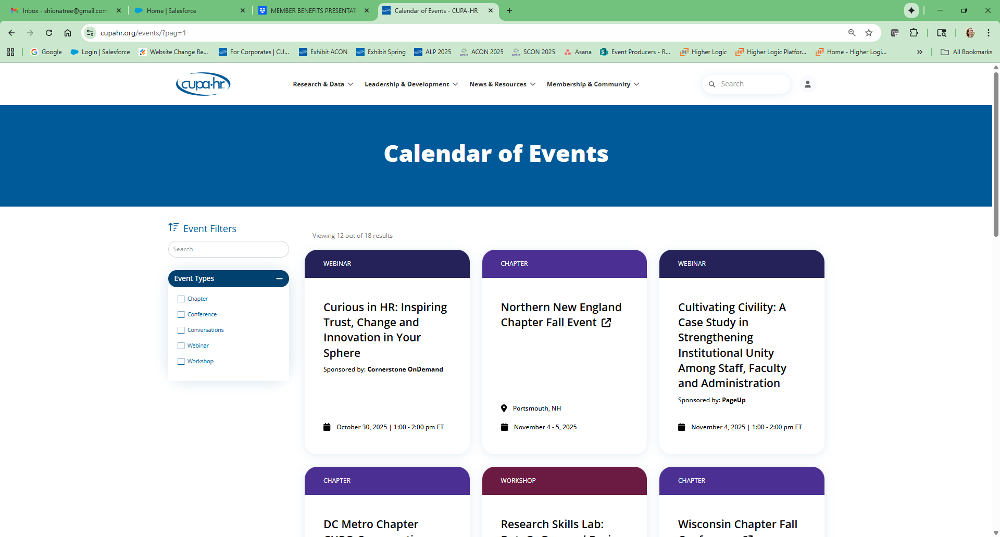 Inbox - shionatree@gmail.com
Home | Salesforce
MEMBER BENEFITS PRESENTAT
Calendar of Events - CUPA-HR
cupahr.org/events/?pag=1
Google
Login | Salesforce
Website Change Re...
For Corporates | CU...
Exhibit ACON
Exhibit Spring
ALP 2025
ACON 2025
SCON 2025
Asana
Event Producers - R...
Higher Logic
Higher Logic Platfor...
Home - Higher Logi...
All Bookmarks
cupa-hr
Research & Data
Leadership & Development
News & Resources
Membership & Community
Search
Calendar of Events
Event Filters
Search
Event Types
Chapter
Conference
Conversations
Webinar
Workshop
Viewing 12 out of 18 results
WEBINAR
Curious in HR: Inspiring
Trust, Change and
Innovation in Your
Sphere
Sponsored by: Cornerstone OnDemand
October 30, 2025 | 1:00 - 2:00 pm ET
CHAPTER
Northern New England
Chapter Fall Event
Portsmouth, NH
November 4 - 5, 2025
WEBINAR
Cultivating Civility: A
Case Study in
Strengthening
Institutional Unity
Among Staff, Faculty
and Administration
Sponsored by: PageUp
November 4, 2025 | 1:00 - 2:00 pm ET
CHAPTER
DC Metro Chapter
WORKSHOP
Research Skills Lab:
CHAPTER
Wisconsin Chapter Fall